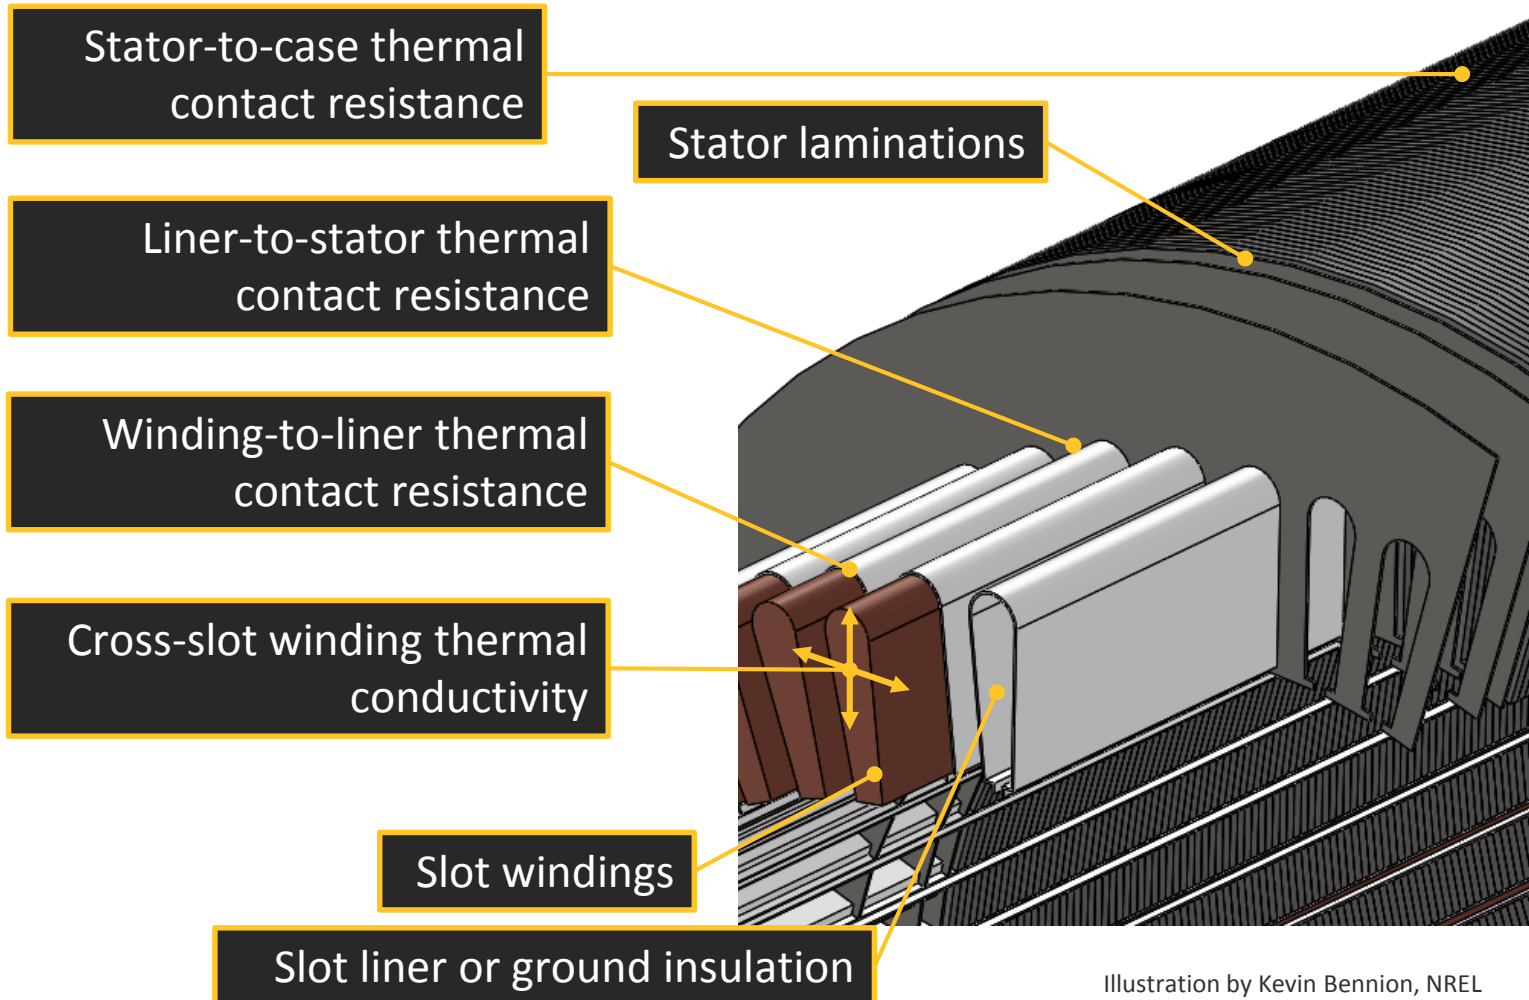 Stator-to-case thermal
contact resistance
Stator laminations
Liner-to-stator thermal
contact resistance
Winding-to-liner thermal
contact resistance
Cross-slot winding thermal
conductivity
Slot windings
Slot liner or ground insulation
Illustration by Kevin Bennion, NREL